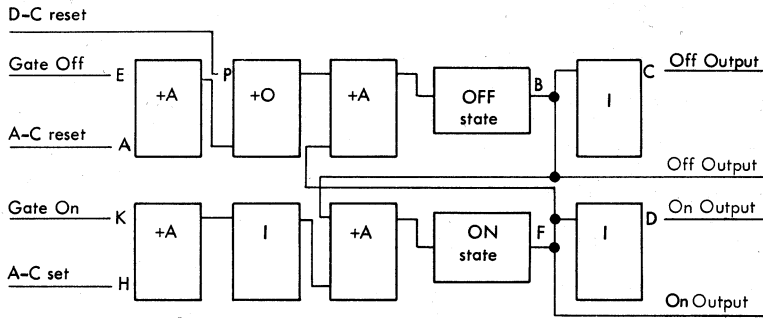 D-C reset
Gate Off
E
P
+A
+O
+A
OFF
state
B
I
C
Off Output
A-C reset
A
Off Output
Gate On
K
+A
I
+A
ON
state
F
I
D
On Output
A-C set
H
On Output